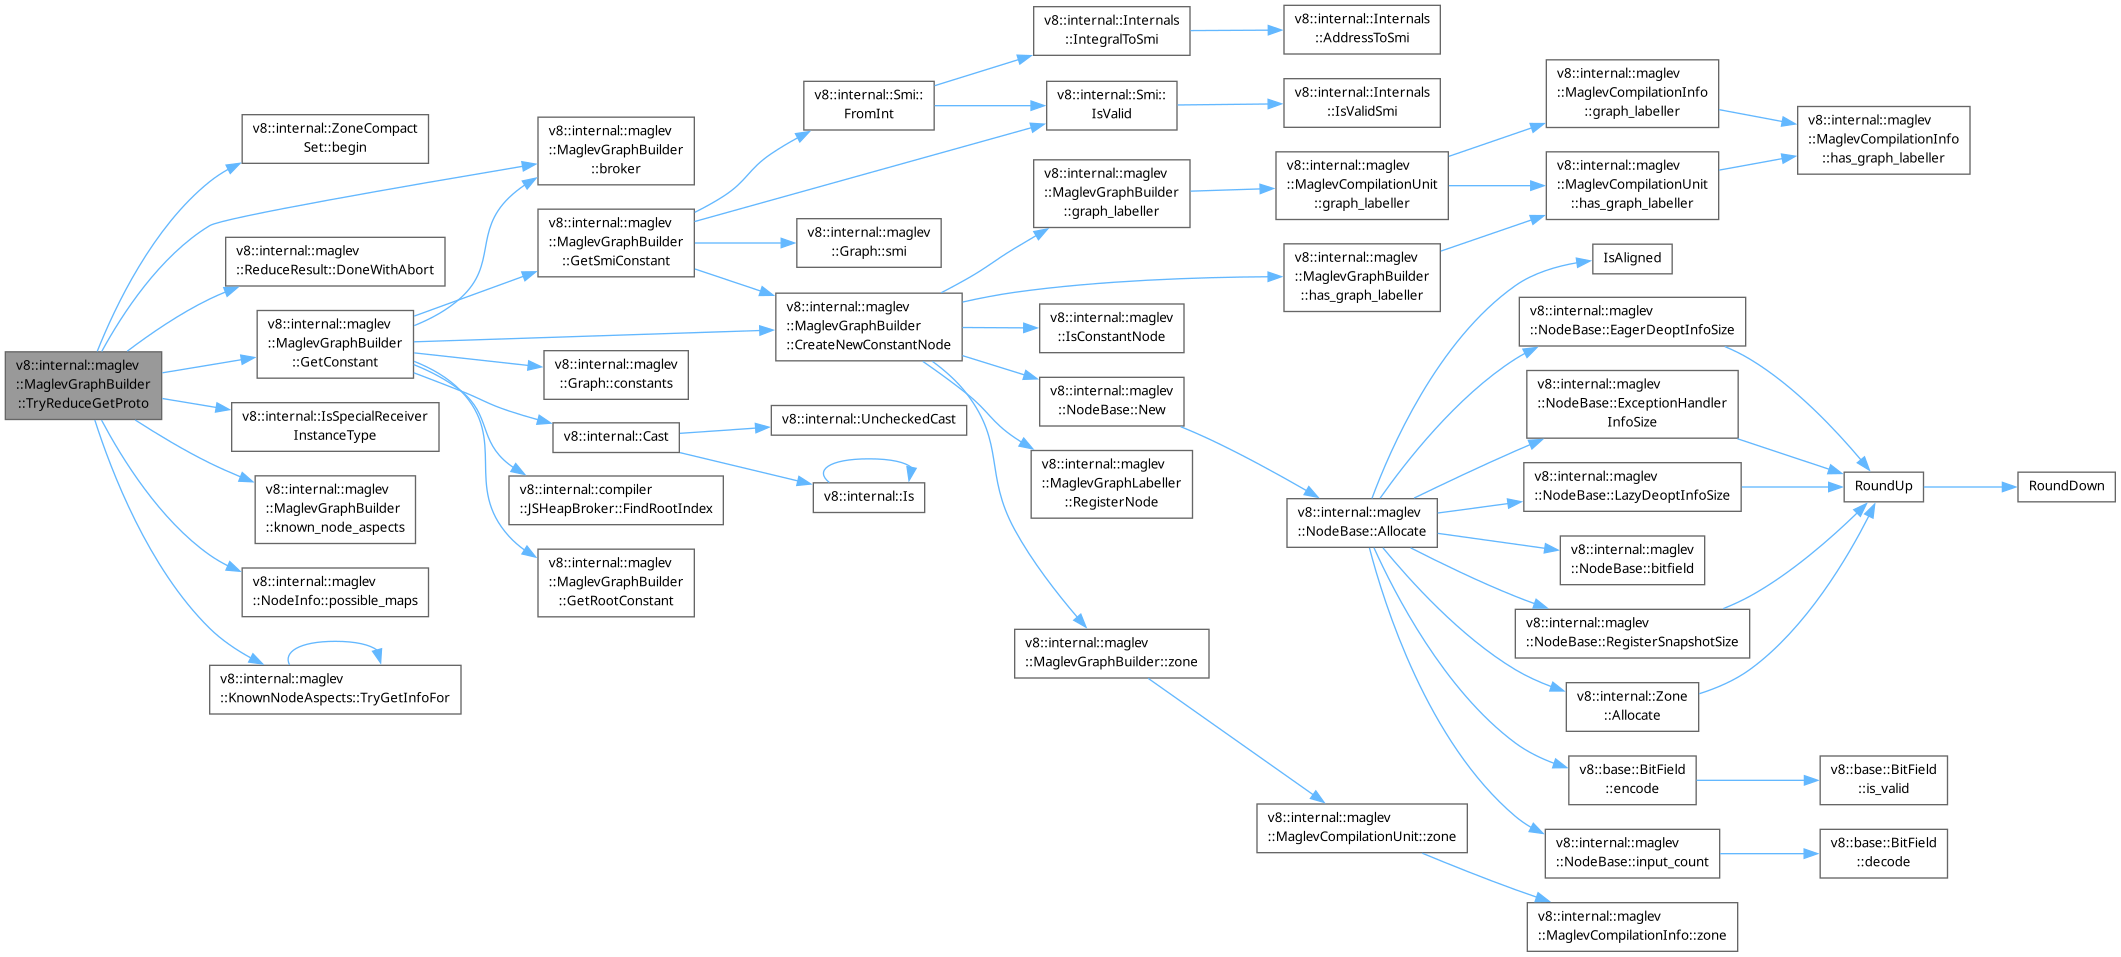 v8::internal::maglev
::MaglevGraphBuilder
::TryReduceGetProto
v8::internal::ZoneCompact
Set::begin
v8::internal::maglev
::ReduceResult::DoneWithAbort
v8::internal::maglev
::MaglevGraphBuilder
::GetConstant
v8::internal::IsSpecialReceiver
InstanceType
v8::internal::maglev
::MaglevGraphBuilder
::known_node_aspects
v8::internal::maglev
::NodeInfo::possible_maps
v8::internal::maglev
::KnownNodeAspects::TryGetInfoFor
v8::internal::maglev
::MaglevGraphBuilder
::broker
v8::internal::maglev
::MaglevGraphBuilder
::GetSmiConstant
v8::internal::maglev
::Graph::constants
v8::internal::Cast
v8::internal::compiler
::JSHeapBroker::FindRootIndex
v8::internal::maglev
::MaglevGraphBuilder
::GetRootConstant
v8::internal::Smi::
FromInt
v8::internal::maglev
::Graph::smi
v8::internal::maglev
::MaglevGraphBuilder
::CreateNewConstantNode
v8::internal::UncheckedCast
v8::internal::Is
v8::internal::Internals
::IntegralToSmi
v8::internal::Smi::
IsValid
v8::internal::maglev
::MaglevGraphBuilder
::graph_labeller
v8::internal::maglev
::IsConstantNode
v8::internal::maglev
::NodeBase::New
v8::internal::maglev
::MaglevGraphLabeller
::RegisterNode
v8::internal::maglev
::MaglevGraphBuilder::zone
v8::internal::Internals
::AddressToSmi
v8::internal::Internals
::IsValidSmi
v8::internal::maglev
::MaglevCompilationUnit
::graph_labeller
v8::internal::maglev
::MaglevGraphBuilder
::has_graph_labeller
v8::internal::maglev
::NodeBase::Allocate
v8::internal::maglev
::MaglevCompilationUnit::zone
v8::internal::maglev
::MaglevCompilationInfo
::graph_labeller
v8::internal::maglev
::MaglevCompilationUnit
::has_graph_labeller
IsAligned
v8::internal::maglev
::NodeBase::EagerDeoptInfoSize
v8::internal::maglev
::NodeBase::ExceptionHandler
InfoSize
v8::internal::maglev
::NodeBase::LazyDeoptInfoSize
v8::internal::maglev
::NodeBase::bitfield
v8::internal::maglev
::NodeBase::RegisterSnapshotSize
v8::internal::Zone
::Allocate
v8::base::BitField
::encode
v8::internal::maglev
::NodeBase::input_count
v8::internal::maglev
::MaglevCompilationInfo::zone
v8::internal::maglev
::MaglevCompilationInfo
::has_graph_labeller
RoundUp
v8::base::BitField
::is_valid
v8::base::BitField
::decode
RoundDown